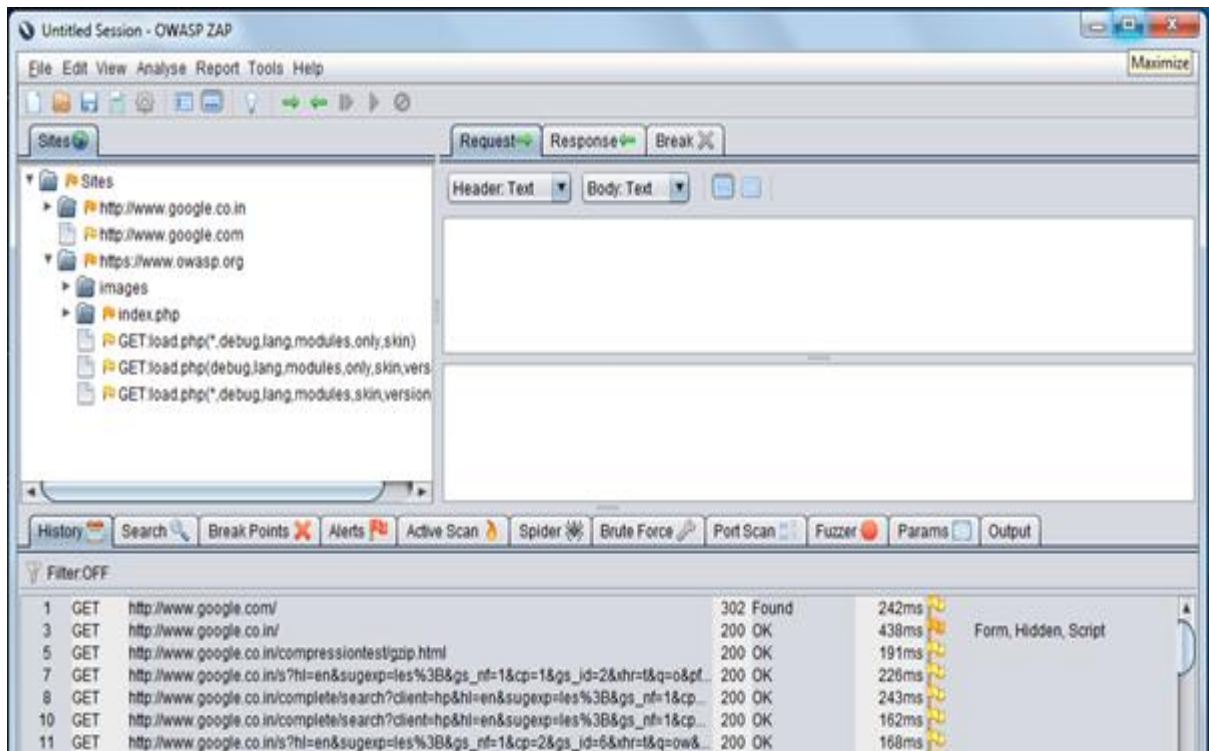 Untitled Session - OWASP ZAP
File Edit View Analyse Report Tools Help
Maximize
Sites
Request Response Break
Sites
http://www.google.co.in
http://www.google.com
https://www.owasp.org
images
index.php
GET:load.php(*,debug,lang,modules,only,skin)
GET:load.php(debug,lang,modules,only,skin,vers
GET:load.php(*,debug,lang,modules,skin,version
Header: Text Body: Text
History Search Break Points Alerts Active Scan Spider Brute Force Port Scan Fuzzer Params Output
Filter:OFF
1 GET http://www.google.com/ 302 Found 242ms
3 GET http://www.google.co.in/ 200 OK 438ms Form, Hidden, Script
5 GET http://www.google.co.in/compressiontest/gzip.html 200 OK 191ms
7 GET http://www.google.co.in/s?hl=en&sugexp=les%3B&gs_nf=1&cp=1&gs_id=2&xhr=t&q=o&pf... 200 OK 226ms
8 GET http://www.google.co.in/complete/search?client=hp&hl=en&sugexp=les%3B&gs_nf=1&cp... 200 OK 243ms
10 GET http://www.google.co.in/complete/search?client=hp&hl=en&sugexp=les%3B&gs_nf=1&cp... 200 OK 162ms
11 GET http://www.google.co.in/s?hl=en&sugexp=les%3B&gs_nf=1&cp=2&gs_id=6&xhr=t&q=ow&... 200 OK 168ms